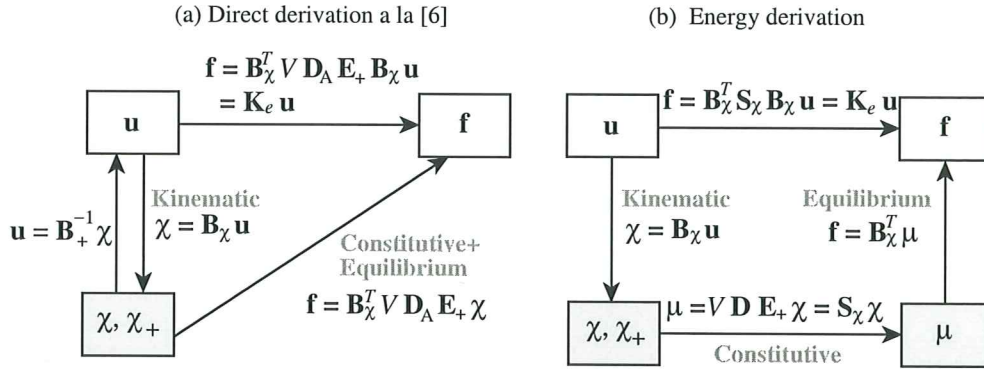 (a) Direct derivation a la [6]
f = B_χ^T V D_A E_+ B_χ u
= K_e u
u
f
Kinematic
u = B_+^{-1} χ
χ = B_χ u
Constitutive+
Equilibrium
f = B_χ^T V D_A E_+ χ
χ, χ_+
(b) Energy derivation
f = B_χ^T S_χ B_χ u = K_e u
u
f
Kinematic
χ = B_χ u
Equilibrium
f = B_χ^T μ
μ = V D E_+ χ = S_χ χ
χ, χ_+
μ
Constitutive